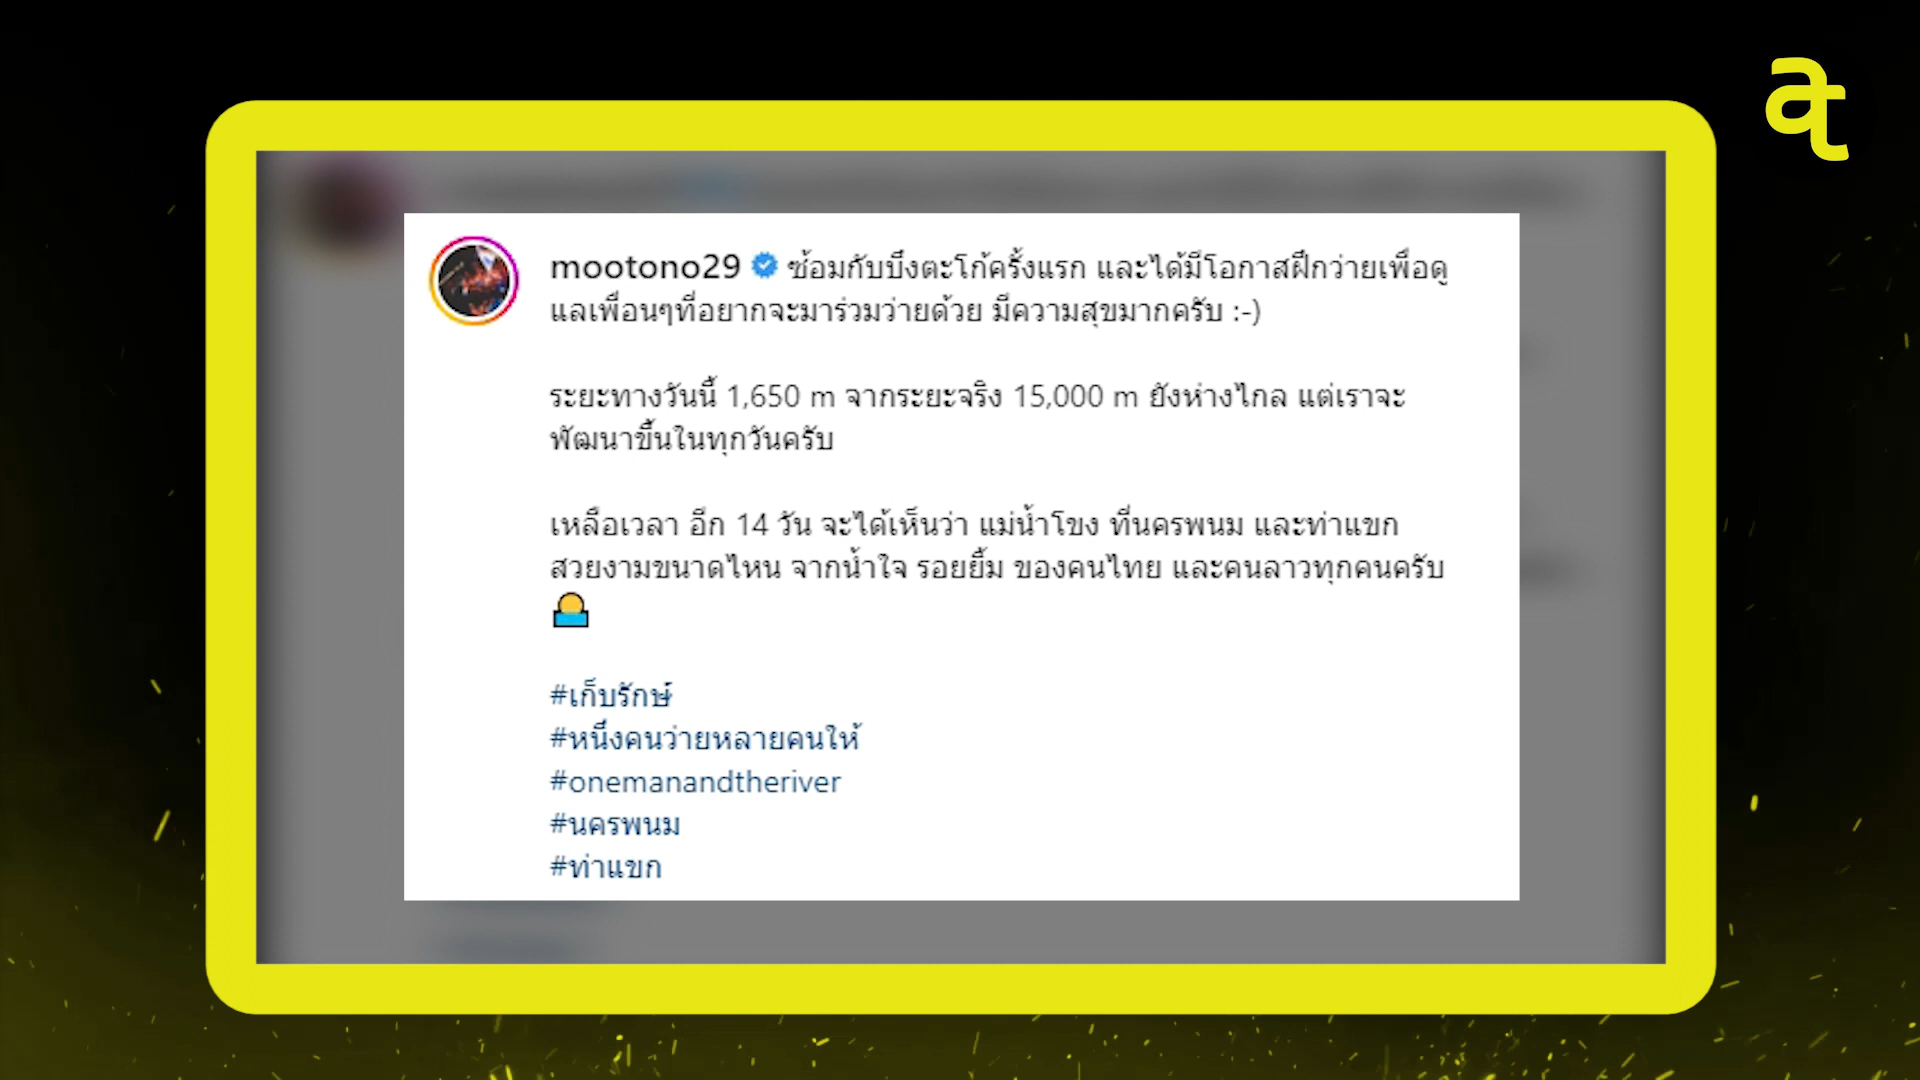 at
mootono29 ซ้อมกับบึงตะโก้ครั้งแรก และได้มีโอกาสฝึกว่ายเพื่อดู
แลเพื่อนๆที่อยากจะมาร่วมว่ายด้วย มีความสุขมากครับ :-)
ระยะทางวันนี้ 1,650 m จากระยะจริง 15,000 m ยังห่างไกล แต่เราจะ
พัฒนาขึ้นในทุกวันครับ
เหลือเวลา อีก 14 วัน จะได้เห็นว่า แม่น้ำโขง ที่นครพนม และท่าแขก
สวยงามขนาดไหน จากน้ำใจ รอยยิ้ม ของคนไทย และคนลาวทุกคนครับ
#เก็บรักษ์
#หนึ่งคนว่ายหลายคนให้
#onemanandtheriver
#นครพนม
#ท่าแขก